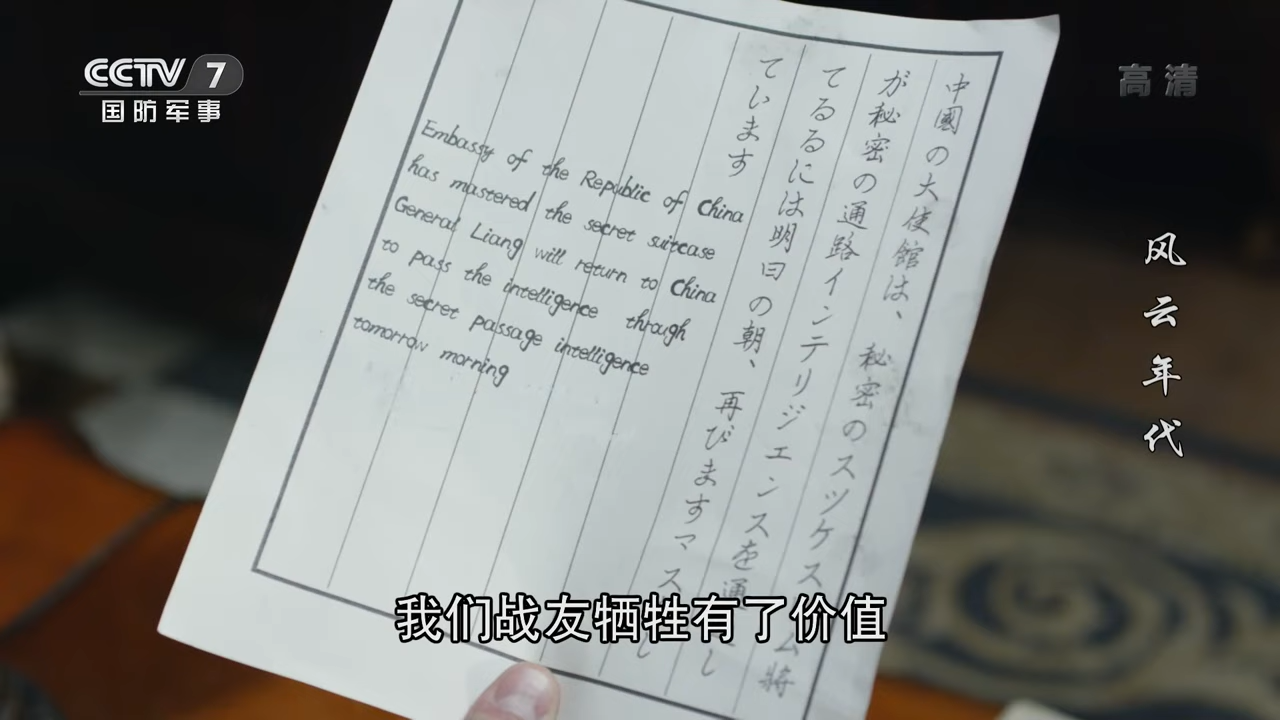 CCTV 7
国防军事
高清
风云年代
中國の大使館は、秘密のスツケス ム將
が秘密の通路インテリジエンスを通 し
てるるには明日の朝、再びますマス し
ています
Embassy of the Republic of China
has mastered the secret suitcase
General Liang will return to China
to pass the intelligence through
the secret passage intelligence
tomorrow morning
我们战友牺牲有了价值